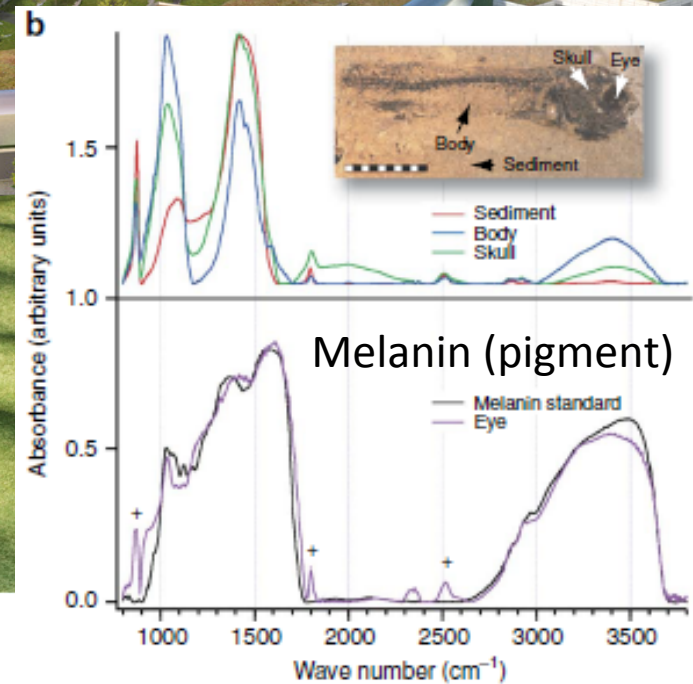 b
Skull Eye
Body
Sediment
Sediment
Body
Skull
1.5
1.0
0.5
0.0
Absorbance (arbitrary units)
Melanin (pigment)
Melanin standard
Eye
+
+
+
1000 1500 2000 2500 3000 3500
Wave number (cm⁻¹)